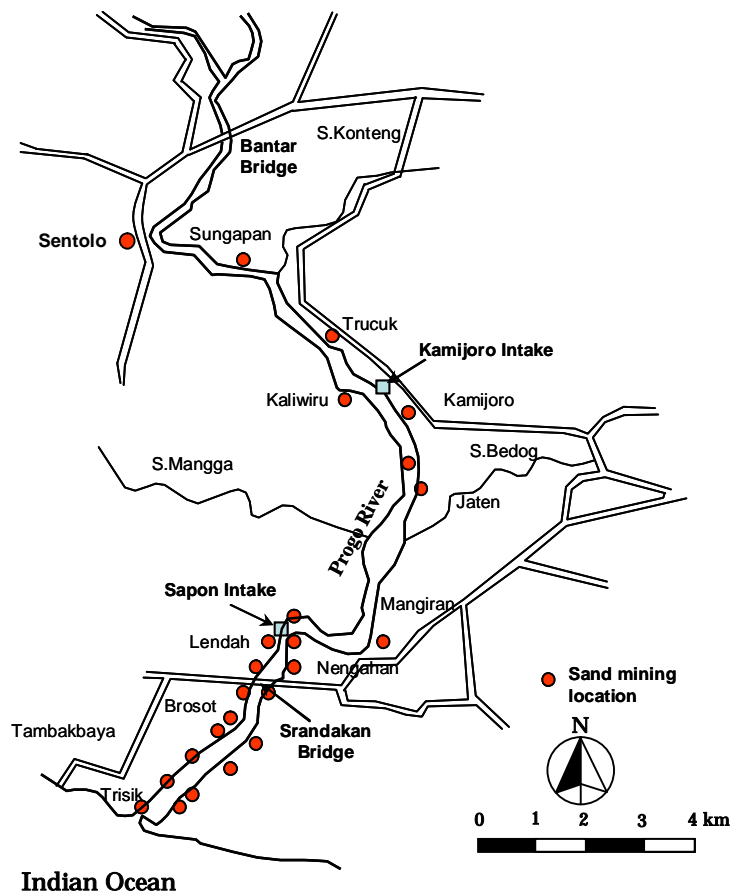 S.Konteng
Bantar
Bridge
Sentolo
Sungapan
Trucuk
Kamijoro Intake
Kaliwiru
Kamijoro
S.Mangga
S.Bedog
Jaten
Progo River
Sapon Intake
Mangiran
Lendah
Nengahan
Sand mining
location
Brosot
Srandakan
Bridge
Tambakbaya
N
Trisik
0 1 2 3 4 km
Indian Ocean